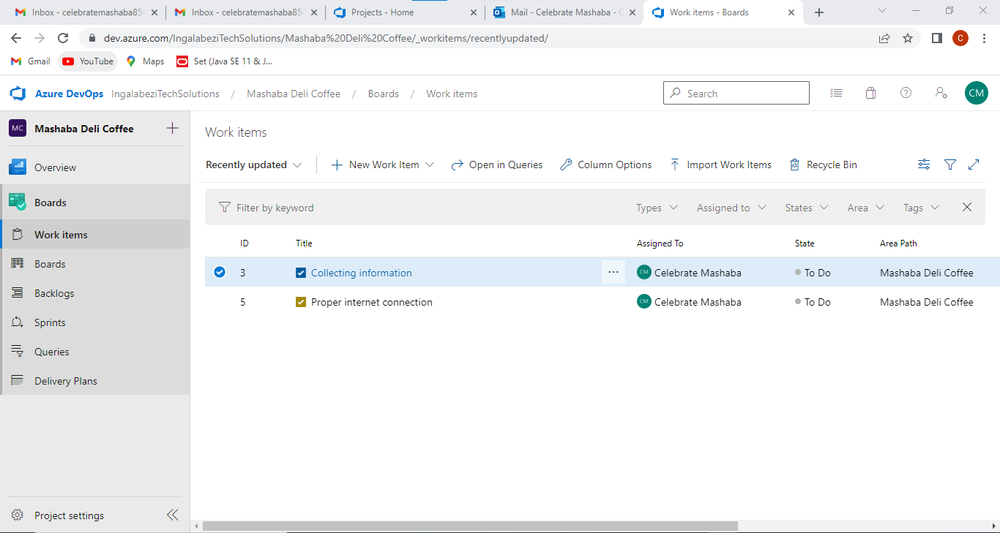 Inbox - celebratemashaba854
Inbox - celebratemashaba854
Projects - Home
Mail - Celebrate Mashaba - 
Work items - Boards
dev.azure.com/IngalabeziTechSolutions/Mashaba%20Deli%20Coffee/_workitems/recentlyupdated/
C
Gmail
YouTube
Maps
Set (Java SE 11 & J...
Azure DevOps
IngalabeziTechSolutions / Mashaba Deli Coffee / Boards / Work items
Search
CM
MC
Mashaba Deli Coffee
Overview
Boards
Work items
Boards
Backlogs
Sprints
Queries
Delivery Plans
Project settings
Work items
Recently updated
New Work Item
Open in Queries
Column Options
Import Work Items
Recycle Bin
Filter by keyword
Types
Assigned to
States
Area
Tags
ID Title Assigned To State Area Path
3 Collecting information ... CM Celebrate Mashaba To Do Mashaba Deli Coffee
5 Proper internet connection CM Celebrate Mashaba To Do Mashaba Deli Coffee